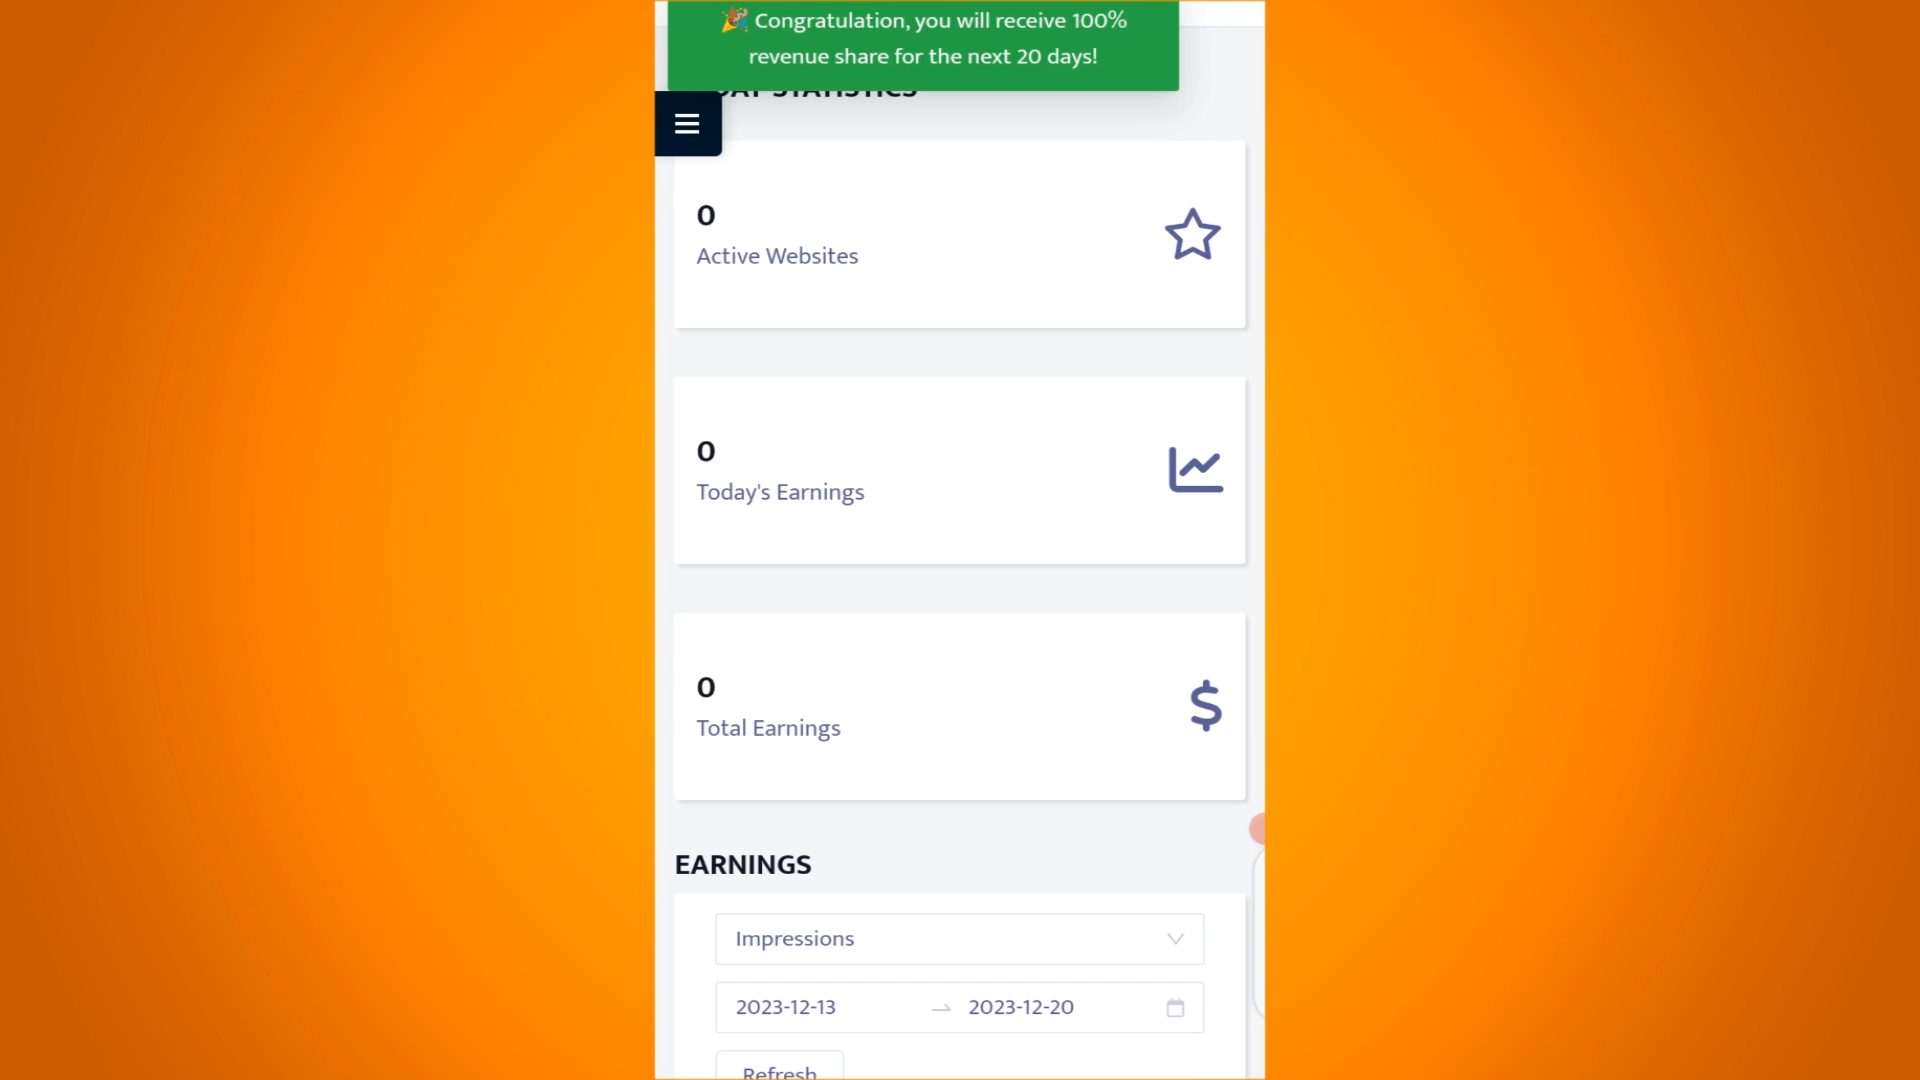 🎉 Congratulation, you will receive 100%
revenue share for the next 20 days!
STATISTICS
0
Active Websites
0
Today's Earnings
0
Total Earnings
EARNINGS
Impressions
2023-12-13 → 2023-12-20
Refresh